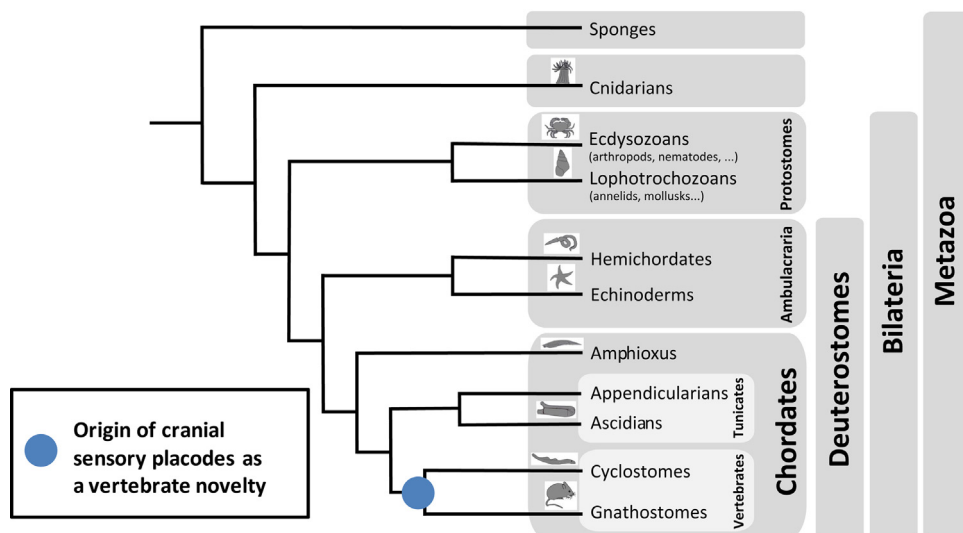 Sponges
Cnidarians
Ecdysozoans
(arthropods, nematodes, ...)
Lophotrochozoans
(annelids, mollusks...)
Protostomes
Hemichordates
Echinoderms
Ambulacraria
Amphioxus
Appendicularians
Ascidians
Tunicates
Cyclostomes
Gnathostomes
Vertebrates
Chordates
Deuterostomes
Bilateria
Metazoa
Origin of cranial
sensory placodes as
a vertebrate novelty